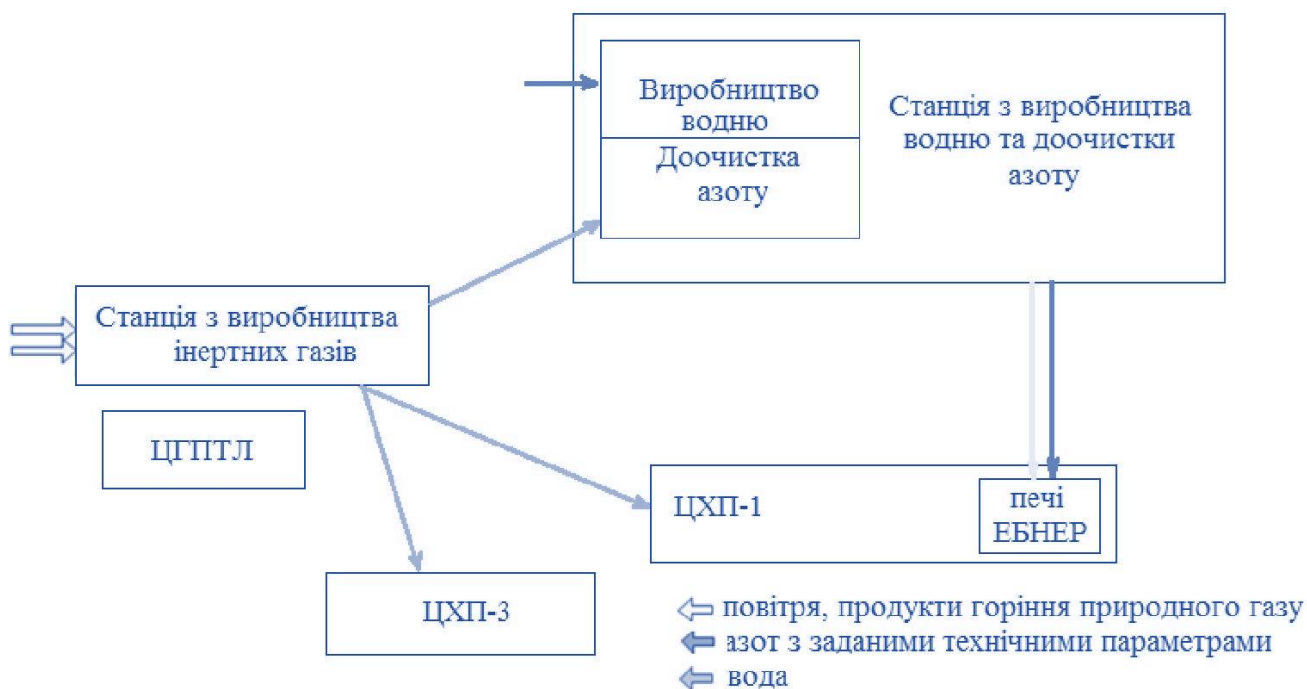 Виробництво
водню
Доочистка
азоту
Станція з виробництва
водню та доочистки
азоту
Станція з виробництва
інертних газів
ЦГПТЛ
ЦХП-1
печі
ЕБНЕР
ЦХП-3
повітря, продукти горіння природного газу
азот з заданими технічними параметрами
вода